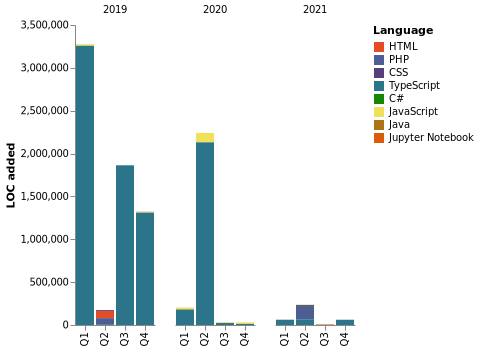 2019 2020 2021
3,500,000
3,000,000
2,500,000
2,000,000
1,500,000
1,000,000
500,000
0
LOC added
Q1 Q2 Q3 Q4 Q1 Q2 Q3 Q4 Q1 Q2 Q3 Q4
Language
HTML
PHP
CSS
TypeScript
C#
JavaScript
Java
Jupyter Notebook